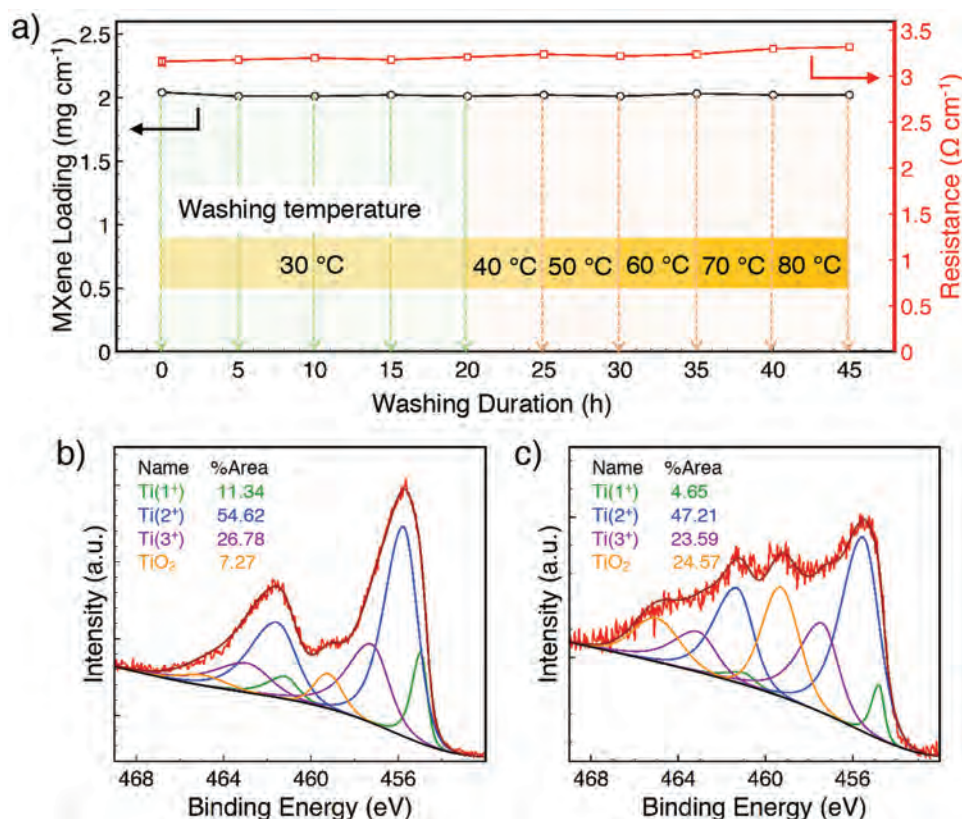 a)
MXene Loading (mg cm⁻¹)
2.5
2
1.5
1
0.5
0
3.5
3
2.5
2
1.5
1
0.5
0
Resistance (Ω cm⁻¹)
Washing temperature
30 °C 40 °C 50 °C 60 °C 70 °C 80 °C
0 5 10 15 20 25 30 35 40 45
Washing Duration (h)
b)
Name %Area
Ti(1⁺) 11.34
Ti(2⁺) 54.62
Ti(3⁺) 26.78
TiO₂ 7.27
Intensity (a.u.)
468 464 460 456
Binding Energy (eV)
c)
Name %Area
Ti(1⁺) 4.65
Ti(2⁺) 47.21
Ti(3⁺) 23.59
TiO₂ 24.57
Intensity (a.u.)
468 464 460 456
Binding Energy (eV)